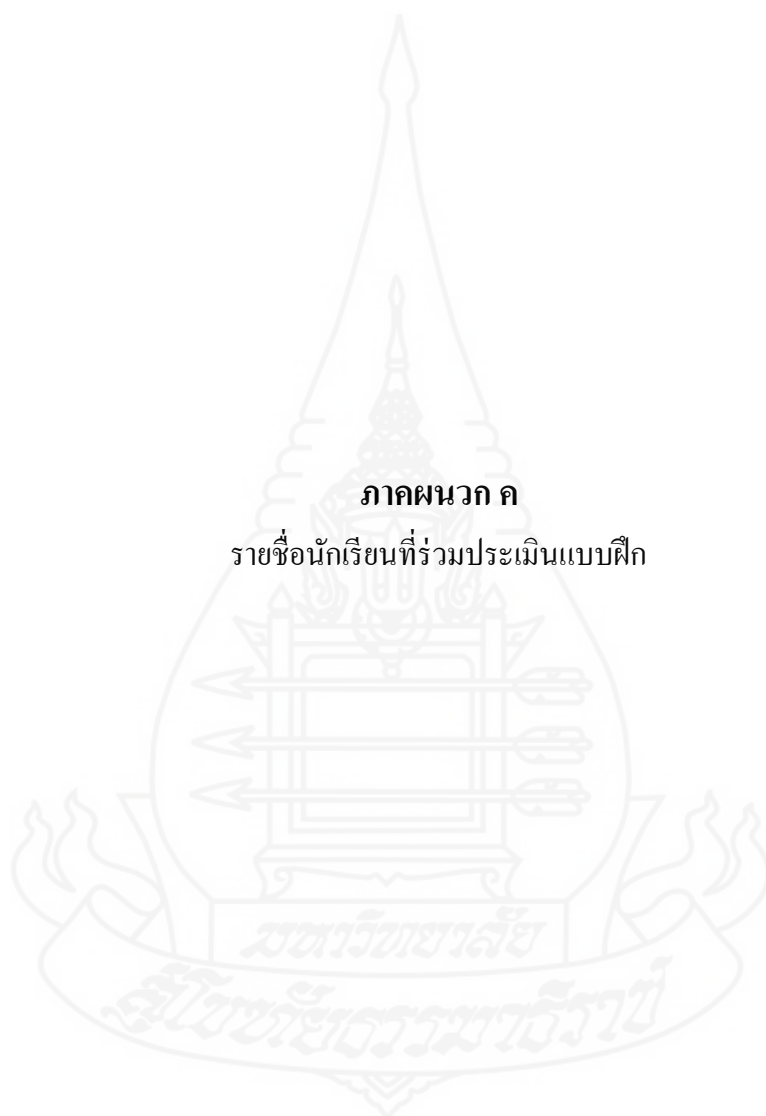 ภาคผนวก ค
รายชื่อนักเรียนที่ร่วมประเมินแบบฝึก
มหาวิทยาลัย
สุโขทัยธรรมาธิราช